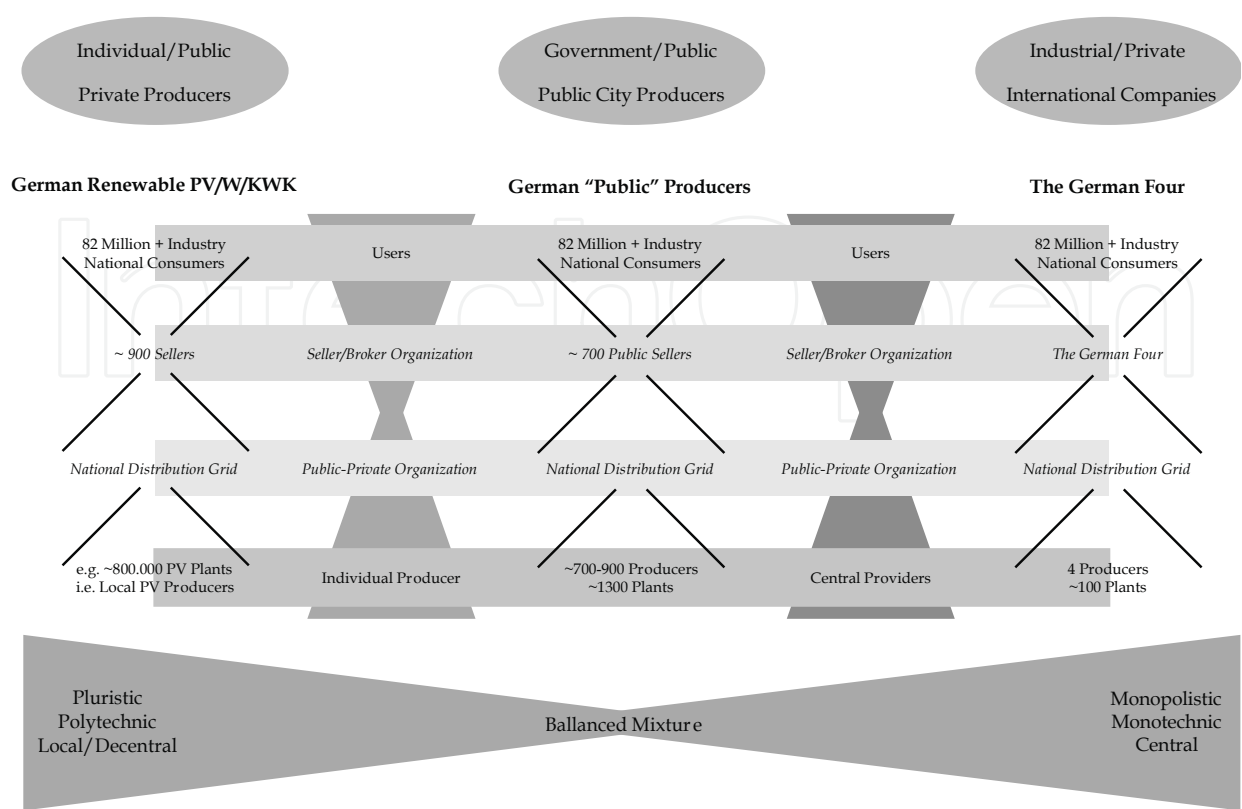 Individual/Public
Private Producers
Government/Public
Public City Producers
Industrial/Private
International Companies
German Renewable PV/W/KWK
German “Public” Producers
The German Four
82 Million + Industry
National Consumers
Users
82 Million + Industry
National Consumers
Users
82 Million + Industry
National Consumers
~ 900 Sellers
Seller/Broker Organization
~ 700 Public Sellers
Seller/Broker Organization
The German Four
National Distribution Grid
Public-Private Organization
National Distribution Grid
Public-Private Organization
National Distribution Grid
e.g. ~800.000 PV Plants
i.e. Local PV Producers
Individual Producer
~700-900 Producers
~1300 Plants
Central Providers
4 Producers
~100 Plants
Pluristic
Polytechnic
Local/Decentral
Ballanced Mixture
Monopolistic
Monotechnic
Central
IntechOpen